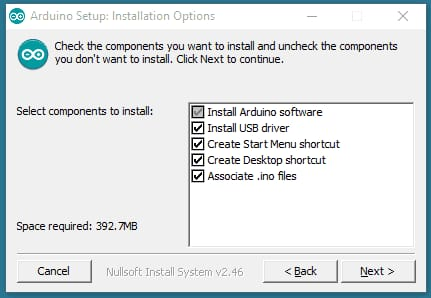 Arduino Setup: Installation Options
Check the components you want to install and uncheck the components
you don't want to install. Click Next to continue.
Select components to install:
Install Arduino software
Install USB driver
Create Start Menu shortcut
Create Desktop shortcut
Associate .ino files
Space required: 392.7MB
Cancel
Nullsoft Install System v2.46
< Back
Next >